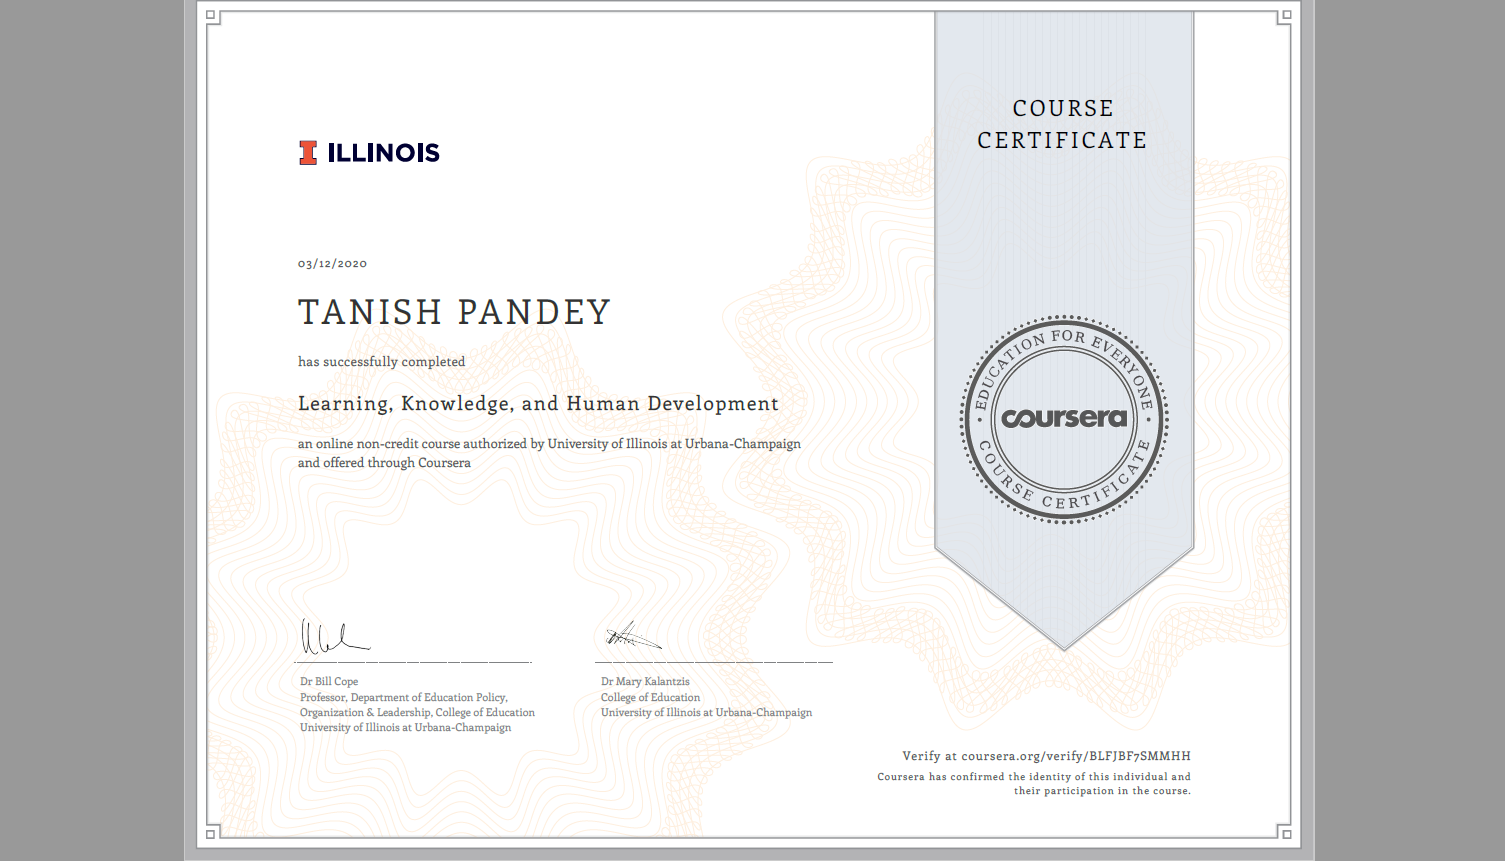 COURSE
CERTIFICATE
ILLINOIS
03/12/2020
TANISH PANDEY
has successfully completed
Learning, Knowledge, and Human Development
an online non-credit course authorized by University of Illinois at Urbana-Champaign
and offered through Coursera
EDUCATION FOR EVERYONE
coursera
COURSE CERTIFICATE
Dr Bill Cope
Professor, Department of Education Policy,
Organization & Leadership, College of Education
University of Illinois at Urbana-Champaign
Dr Mary Kalantzis
College of Education
University of Illinois at Urbana-Champaign
Verify at coursera.org/verify/BLFJBF7SMMHH
Coursera has confirmed the identity of this individual and
their participation in the course.